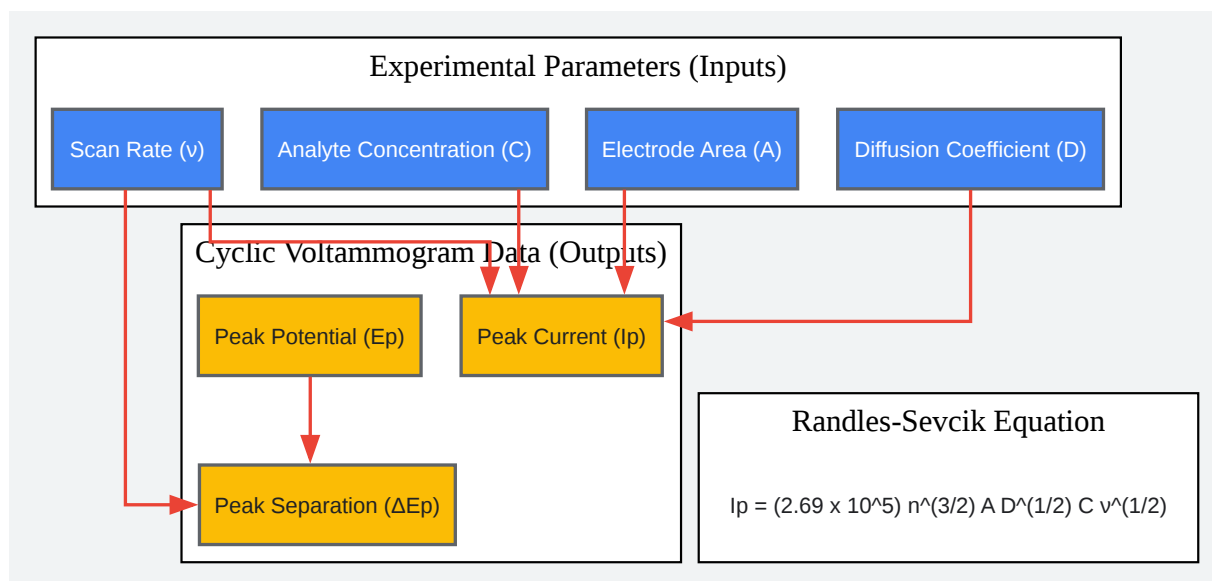 Experimental Parameters (Inputs)
Scan Rate (ν)
Analyte Concentration (C)
Electrode Area (A)
Diffusion Coefficient (D)
Cyclic Voltammogram Data (Outputs)
Peak Potential (Ep)
Peak Current (Ip)
Peak Separation (ΔEp)
Randles-Sevcik Equation
Ip = (2.69 x 10^5) n^(3/2) A D^(1/2) C ν^(1/2)